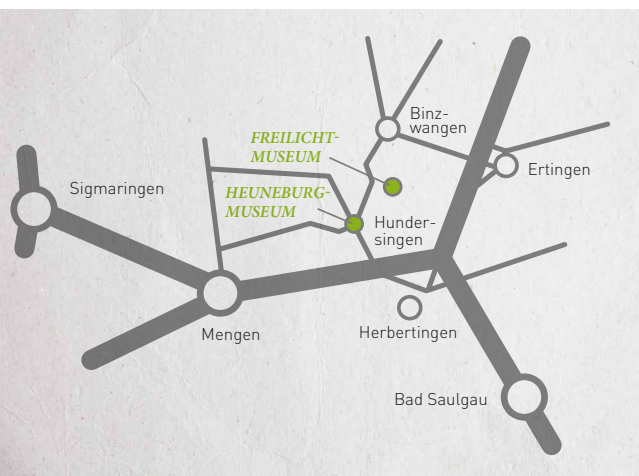 Binz-
wangen
FREILICHT-
MUSEUM
Ertingen
Sigmaringen
HEUNEBURG-
MUSEUM
Hunder-
singen
Mengen
Herbertingen
Bad Saulgau